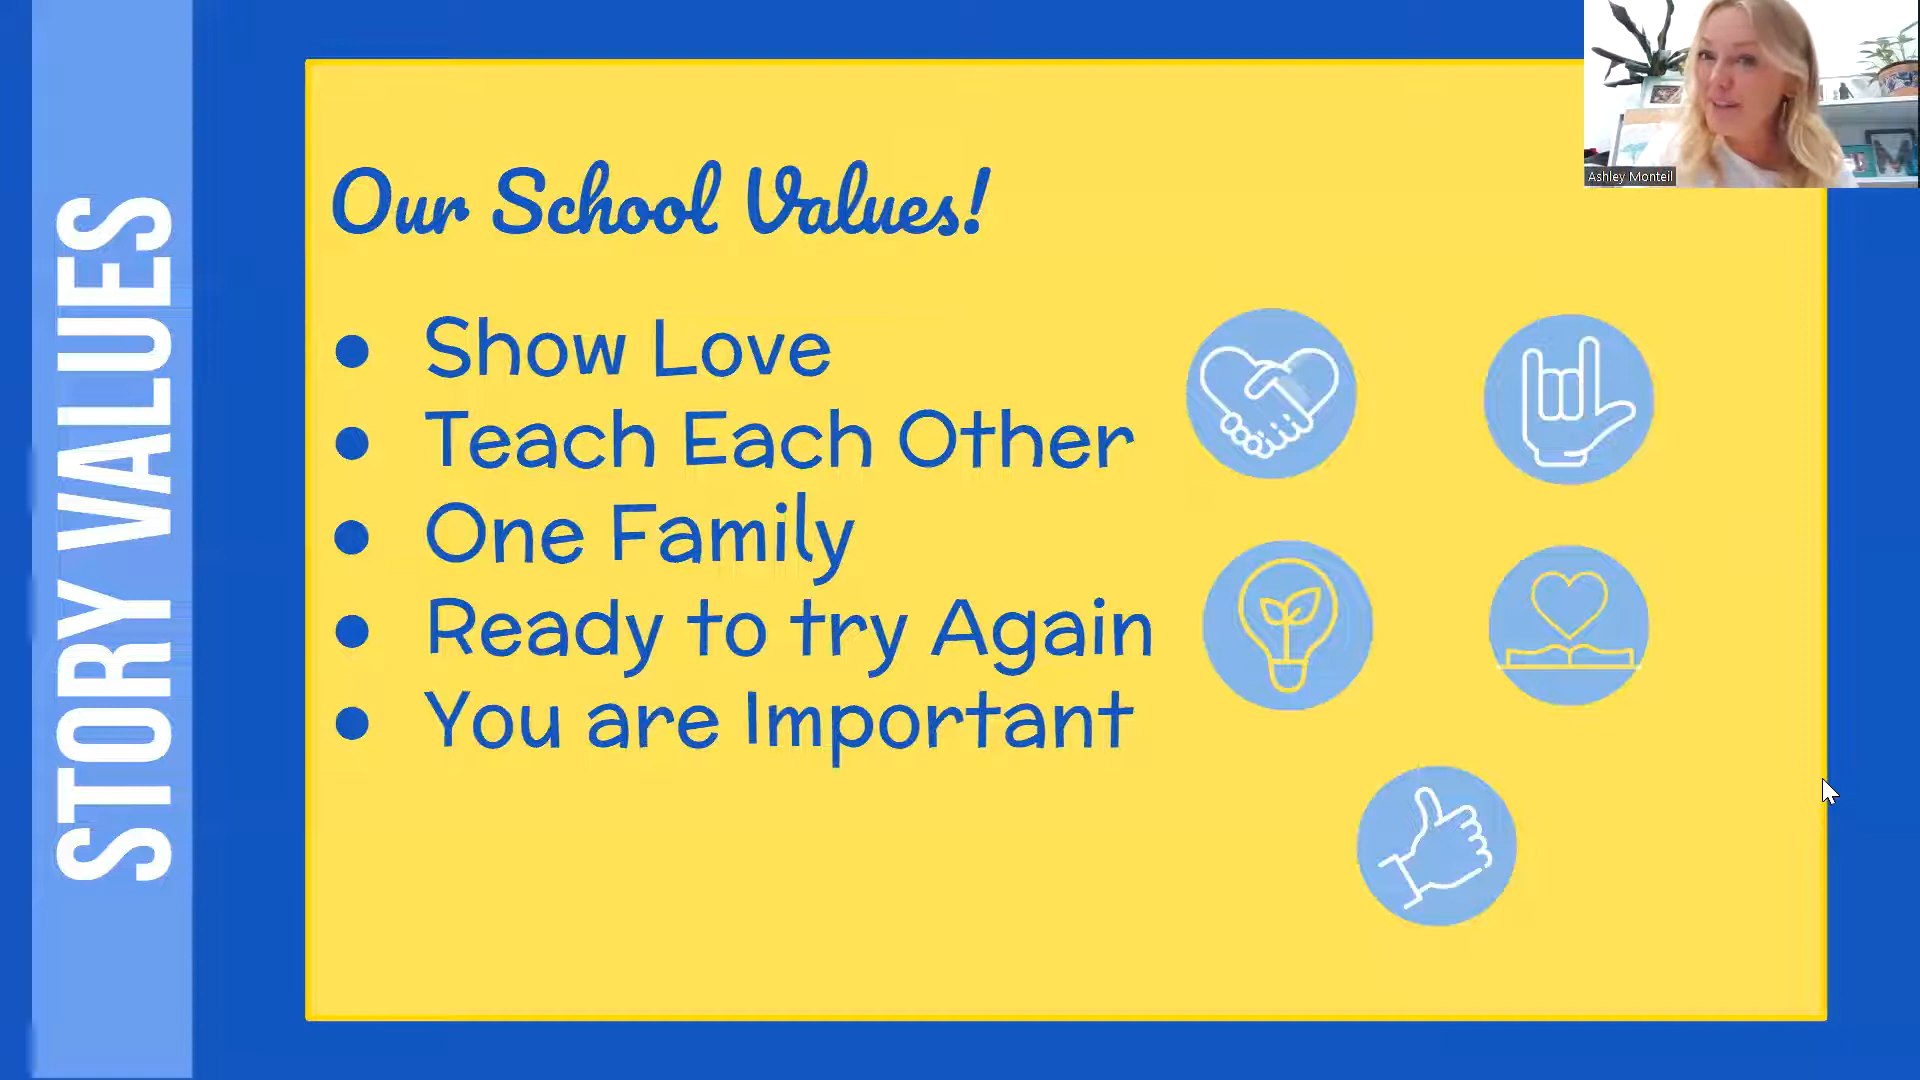 STORY VALUES
Our School Values!
● Show Love
● Teach Each Other
● One Family
● Ready to try Again
● You are Important
Ashley Monteil